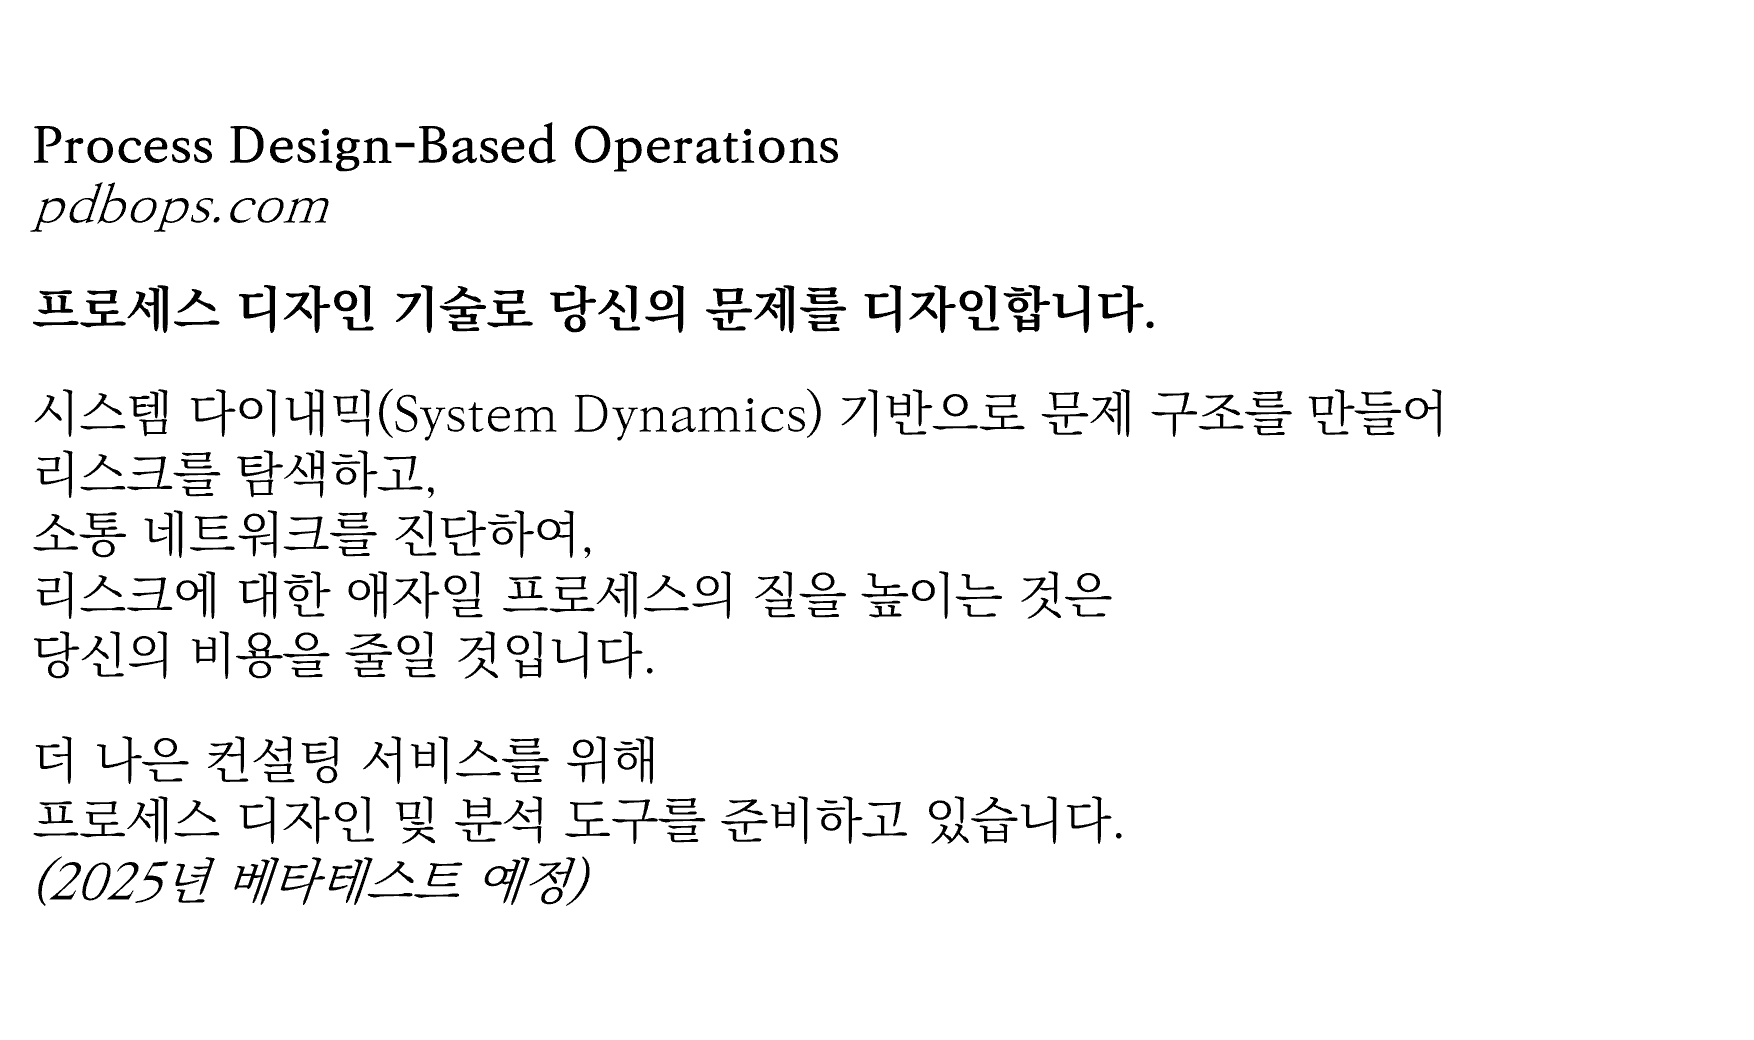 Process Design-Based Operations
pdbops.com
프로세스 디자인 기술로 당신의 문제를 디자인합니다.
시스템 다이내믹(System Dynamics) 기반으로 문제 구조를 만들어
리스크를 탐색하고,
소통 네트워크를 진단하여,
리스크에 대한 애자일 프로세스의 질을 높이는 것은
당신의 비용을 줄일 것입니다.
더 나은 컨설팅 서비스를 위해
프로세스 디자인 및 분석 도구를 준비하고 있습니다.
(2025년 베타테스트 예정)